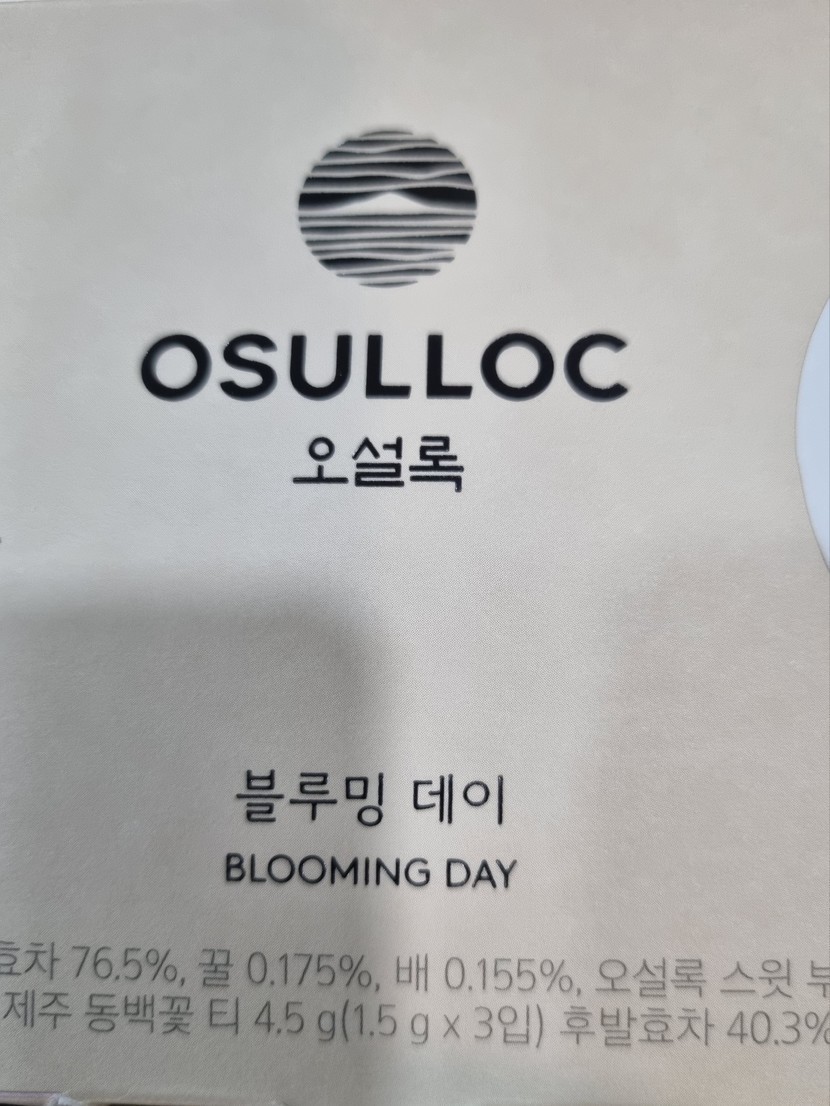 OSULLOC
오설록
블루밍 데이
BLOOMING DAY
효차 76.5%, 꿀 0.175%, 배 0.155%, 오설록 스윗
제주 동백꽃 티 4.5 g(1.5 g x 3입) 후발효차 40.3%